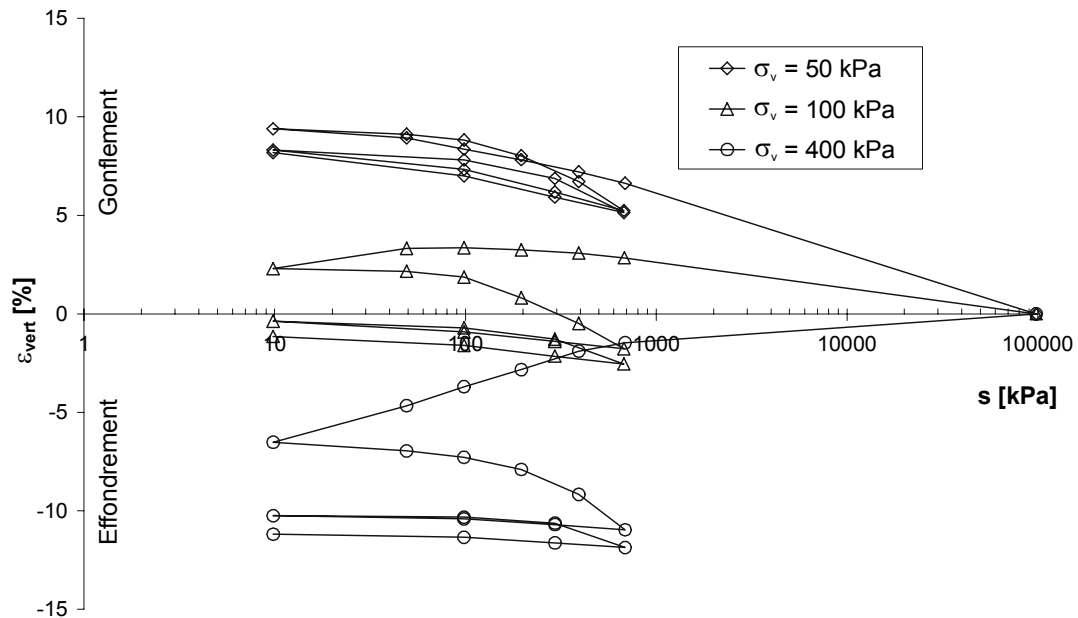 15
10
5
0
-5
-10
-15
Gonflement
Effondrement
εvert [%]
1
10
100
1000
10000
100000
s [kPa]
σv = 50 kPa
σv = 100 kPa
σv = 400 kPa